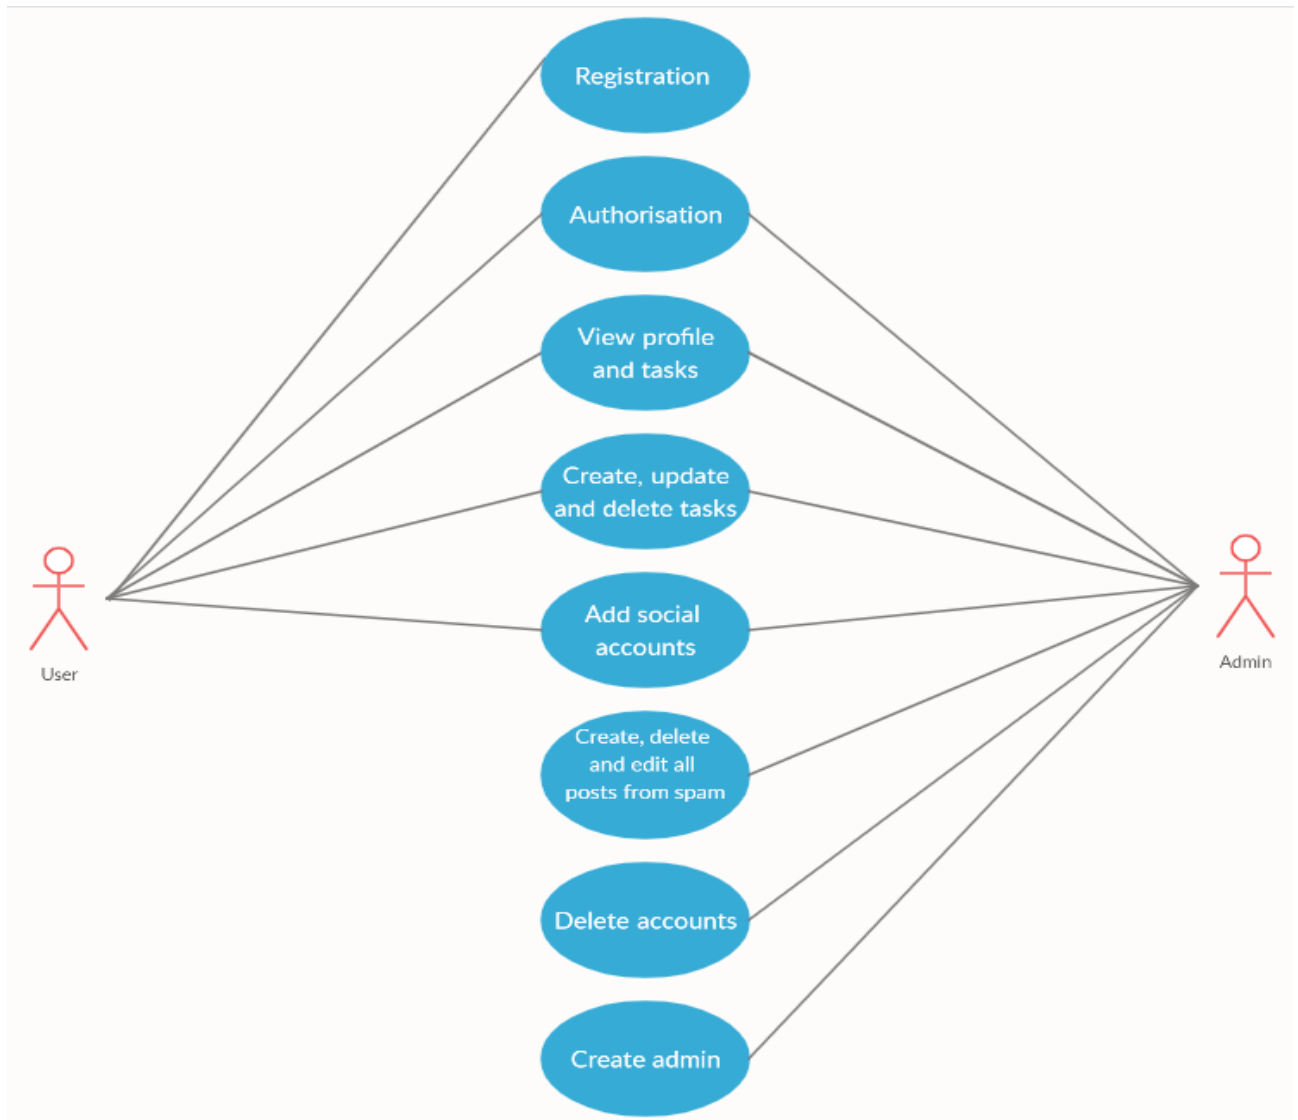 Registration
Authorisation
View profile
and tasks
Create, update
and delete tasks
Add social
accounts
User
Admin
Create, delete
and edit all
posts from spam
Delete accounts
Create admin